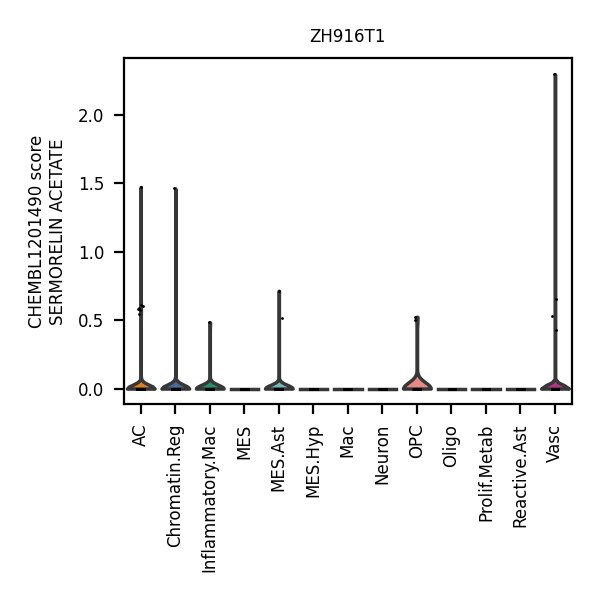 ZH916T1
CHEMBL1201490 score
SERMORELIN ACETATE
2.0
1.5
1.0
0.5
0.0
AC
Chromatin.Reg
Inflammatory.Mac
MES
MES.Ast
MES.Hyp
Mac
Neuron
OPC
Oligo
Prolif.Metab
Reactive.Ast
Vasc